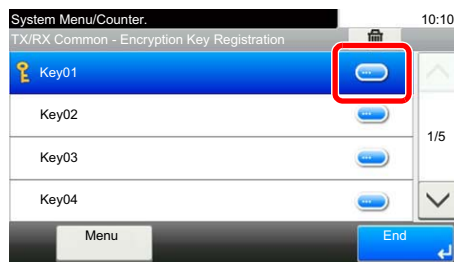 System Menu/Counter.
10:10
TX/RX Common - Encryption Key Registration
Key01
Key02
1/5
Key03
Key04
Menu
End